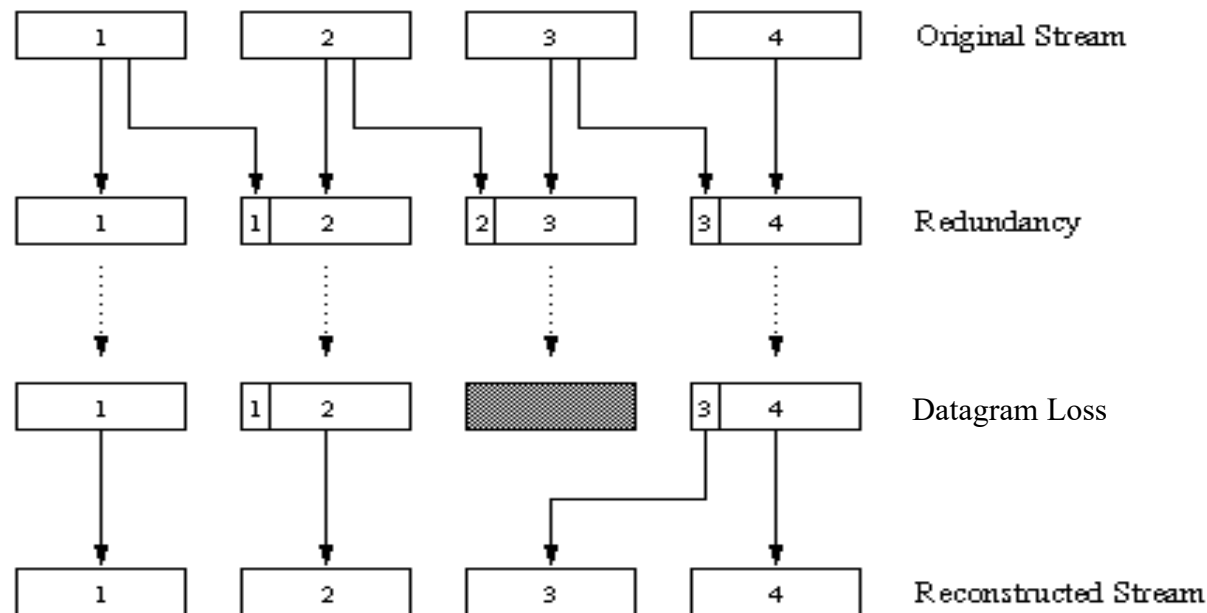 1 2 3 4 Original Stream
1 1 2 2 3 3 4 Redundancy
1 1 2 3 4 Datagram Loss
1 2 3 4 Reconstructed Stream